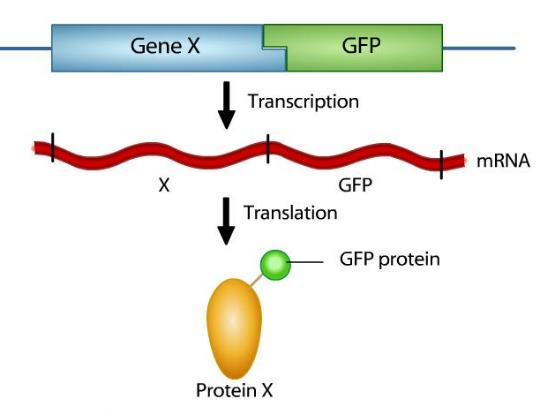 Gene X
GFP
Transcription
mRNA
X
GFP
Translation
GFP protein
Protein X